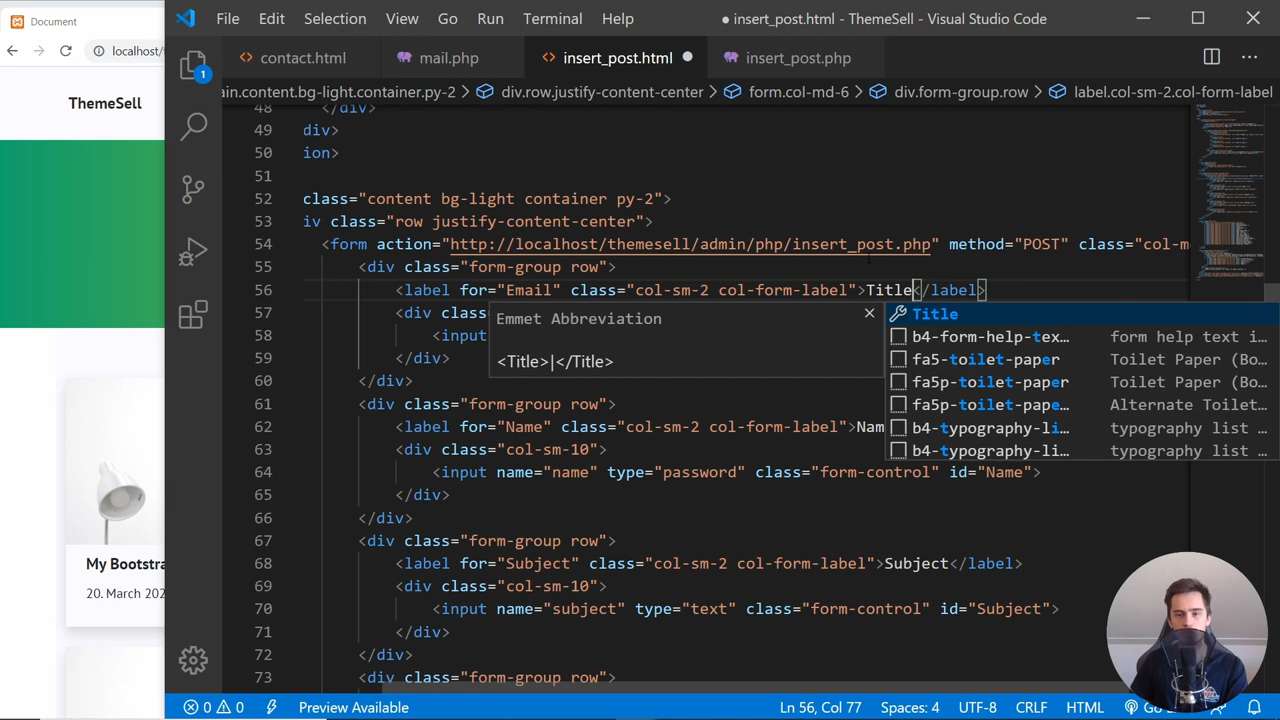 Document
File Edit Selection View Go Run Terminal Help
● insert_post.html - ThemeSell - Visual Studio Code
localhost/
1
contact.html
mail.php
insert_post.html
insert_post.php
ain.content.bg-light.container.py-2 > div.row.justify-content-center > form.col-md-6 > div.form-group.row > label.col-sm-2.col-form-label
ThemeSell
48 </div>
49 div>
50 ion>
51
52 class="content bg-light container py-2">
53 iv class="row justify-content-center">
54 <form action="http://localhost/themesell/admin/php/insert_post.php" method="POST" class="col-m
55 <div class="form-group row">
56 <label for="Email" class="col-sm-2 col-form-label">Title</label>
57 <div class
58 <input
59 </div>
60 </div>
61 <div class="form-group row">
62 <label for="Name" class="col-sm-2 col-form-label">Nam
63 <div class="col-sm-10">
64 <input name="name" type="password" class="form-control" id="Name">
65 </div>
66 </div>
67 <div class="form-group row">
68 <label for="Subject" class="col-sm-2 col-form-label">Subject</label>
69 <div class="col-sm-10">
70 <input name="subject" type="text" class="form-control" id="Subject">
71 </div>
72 </div>
73 <div class="form-group row">
Emmet Abbreviation
<Title>|</Title>
Title
b4-form-help-tex… form help text i…
fa5-toilet-paper Toilet Paper (Bo…
fa5p-toilet-paper Toilet Paper (Bo…
fa5p-toilet-pape… Alternate Toilet…
b4-typography-li… typography list …
b4-typography-li… typography list …
My Bootstra
20. March 202
0 0 Preview Available
Ln 56, Col 77 Spaces: 4 UTF-8 CRLF HTML Go